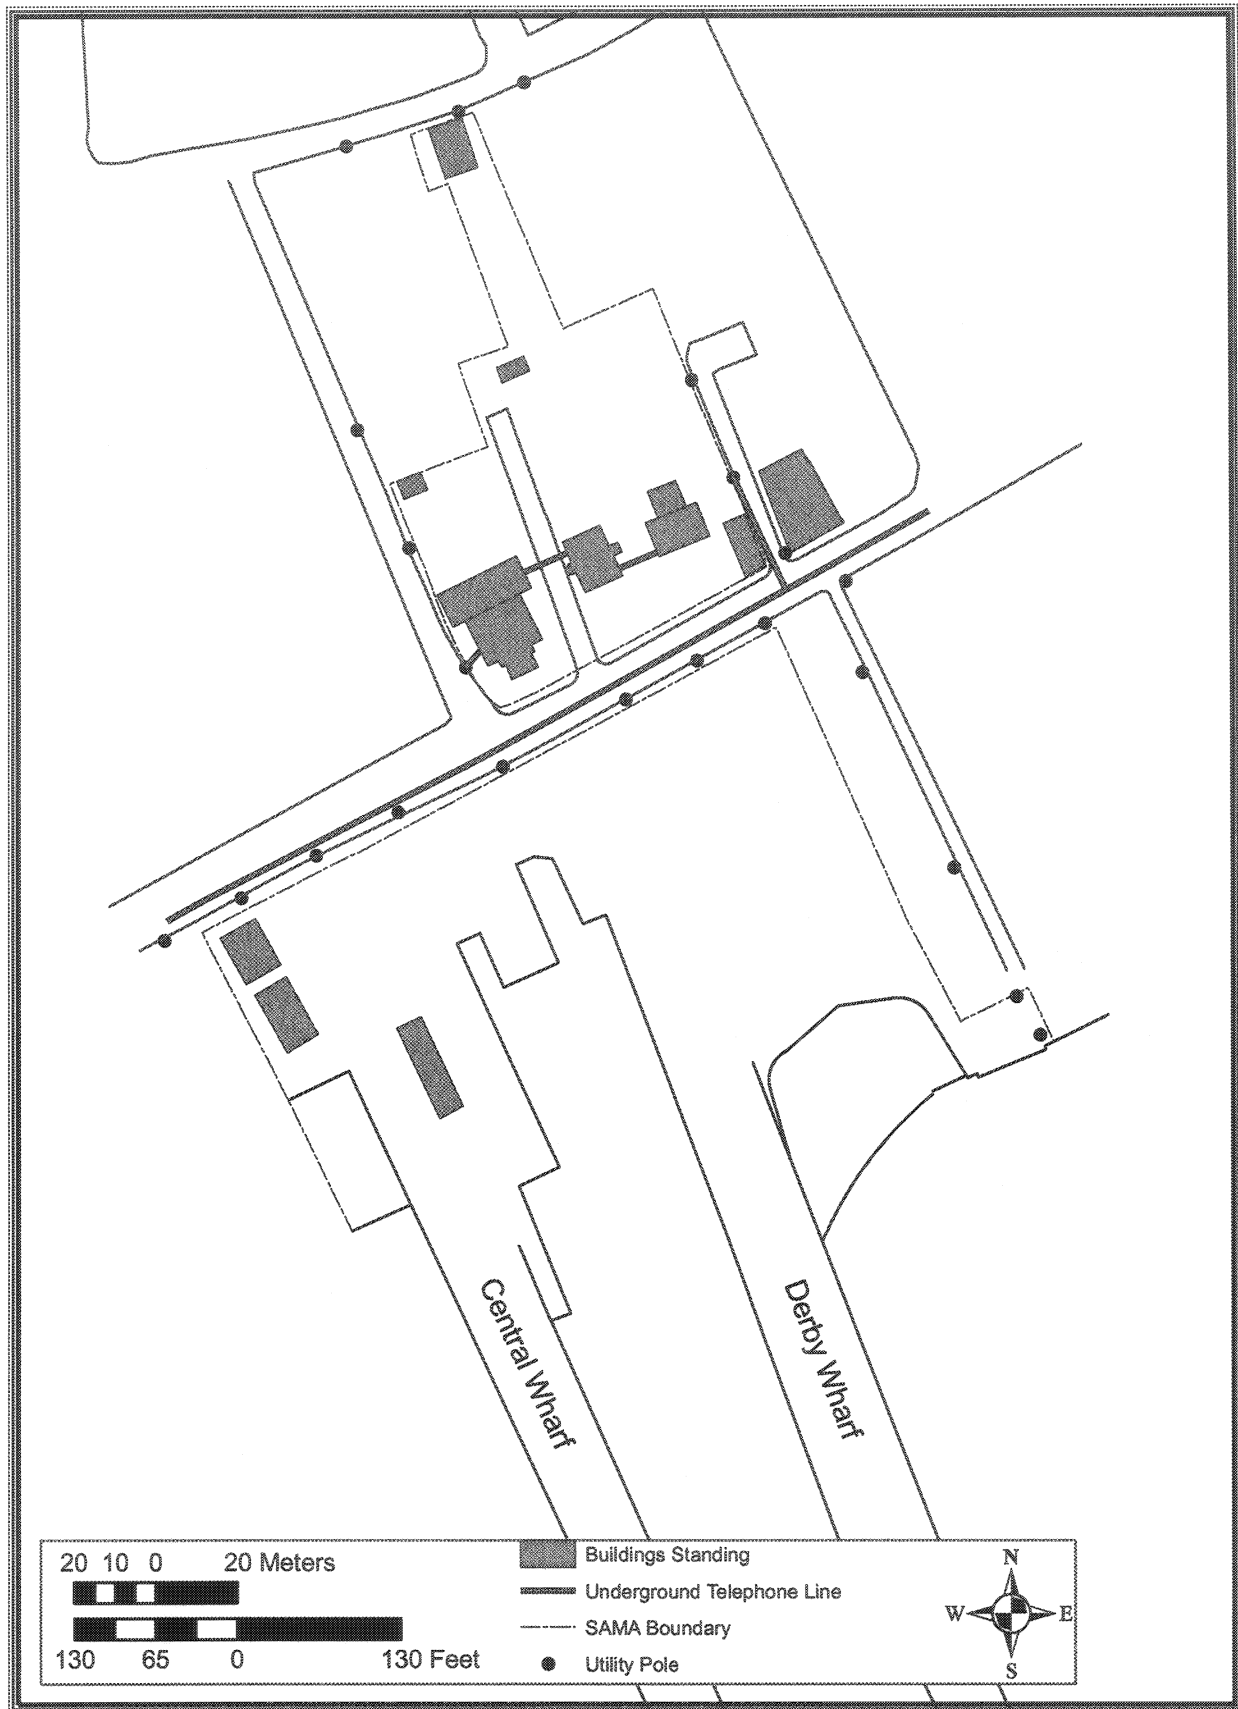 Central Wharf
Derby Wharf
20 10 0 20 Meters
130 65 0 130 Feet
Buildings Standing
Underground Telephone Line
SAMA Boundary
Utility Pole
N
W E
S